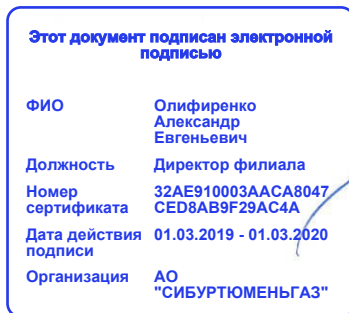 Этот документ подписан электронной
подписью
ФИО Олифиренко
Александр
Евгеньевич
Должность Директор филиала
Номер 32AE910003AACA8047
сертификата CED8AB9F29AC4A
Дата действия 01.03.2019 - 01.03.2020
подписи
Организация АО
"СИБУРТЮМЕНЬГАЗ"